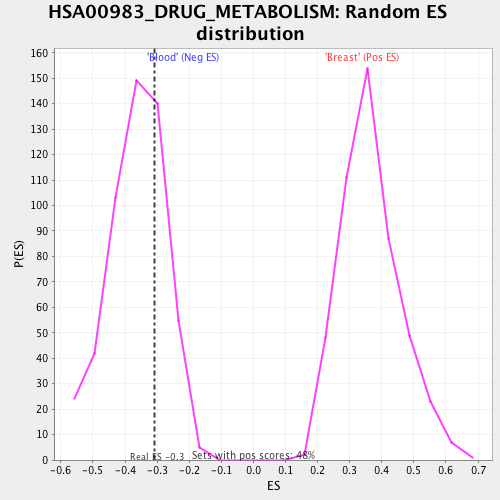 HSA00983_DRUG_METABOLISM: Random ES
distribution
'Blood' (Neg ES)
'Breast' (Pos ES)
160
150
140
130
120
110
100
90
80
70
60
50
40
30
20
10
0
P(ES)
Real ES -0.3
Sets with pos scores: 48%
-0.6 -0.5 -0.4 -0.3 -0.2 -0.1 0.0 0.1 0.2 0.3 0.4 0.5 0.6 0.7
ES